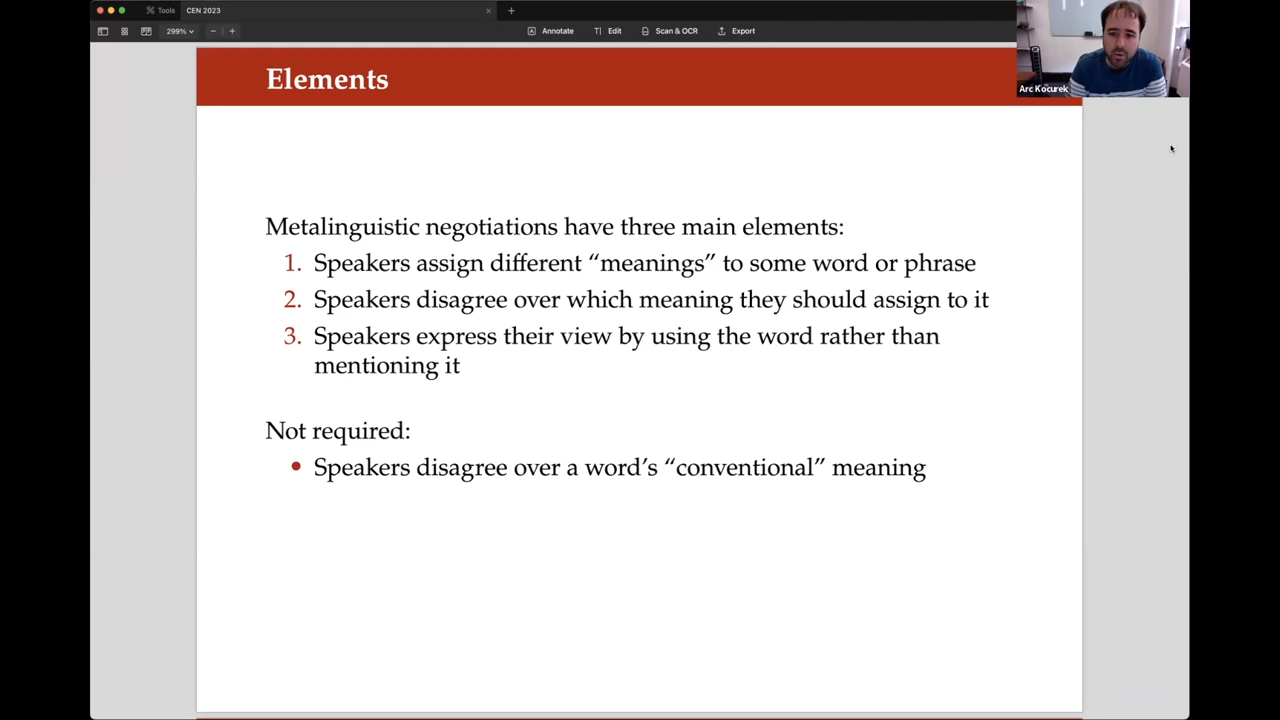 Tools
CEN 2023
299%
Annotate
Edit
Scan & OCR
Export
Arc Kocurek
Elements
Metalinguistic negotiations have three main elements:
1. Speakers assign different “meanings” to some word or phrase
2. Speakers disagree over which meaning they should assign to it
3. Speakers express their view by using the word rather than
mentioning it
Not required:
• Speakers disagree over a word’s “conventional” meaning